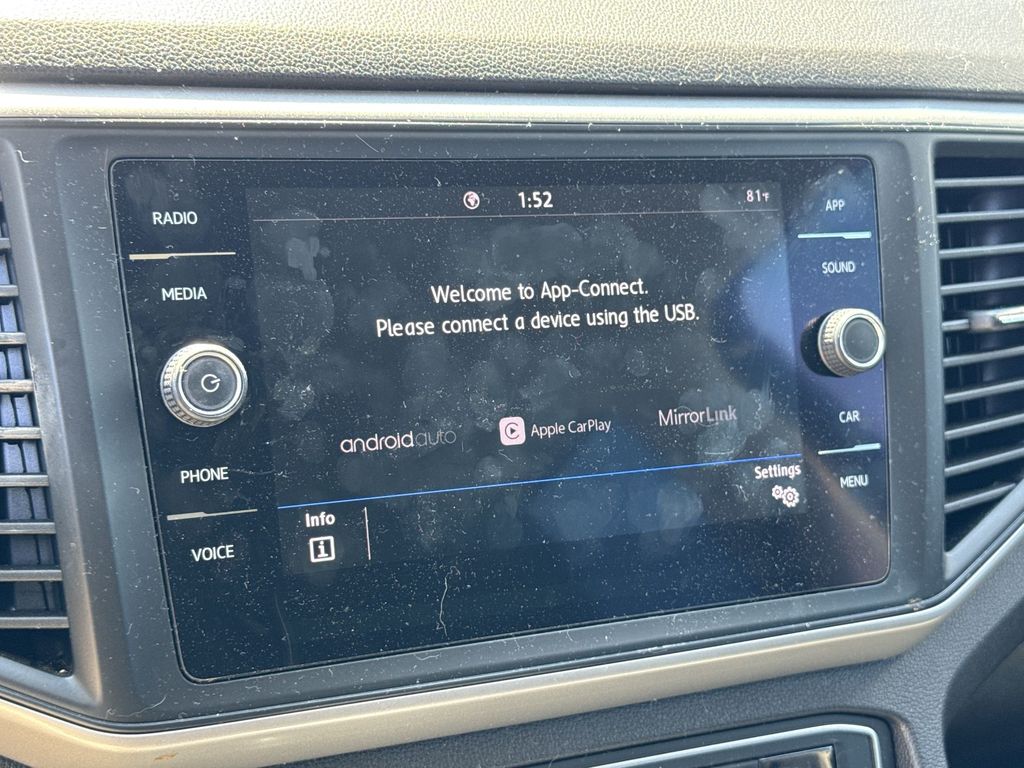 RADIO
MEDIA
PHONE
VOICE
1:52
81°F
Welcome to App-Connect.
Please connect a device using the USB.
androidauto
Apple CarPlay
MirrorLink
Settings
Info
i
APP
SOUND
CAR
MENU